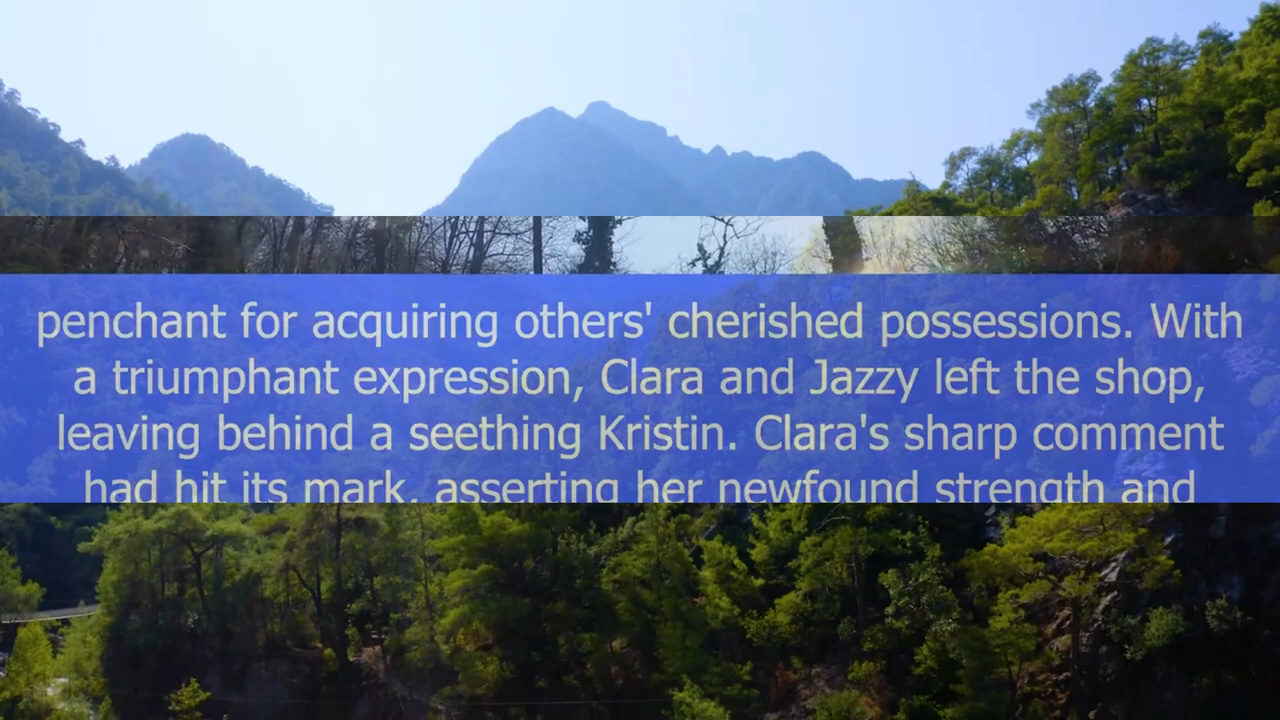 penchant for acquiring others' cherished possessions. With
a triumphant expression, Clara and Jazzy left the shop,
leaving behind a seething Kristin. Clara's sharp comment
had hit its mark, asserting her newfound strength and